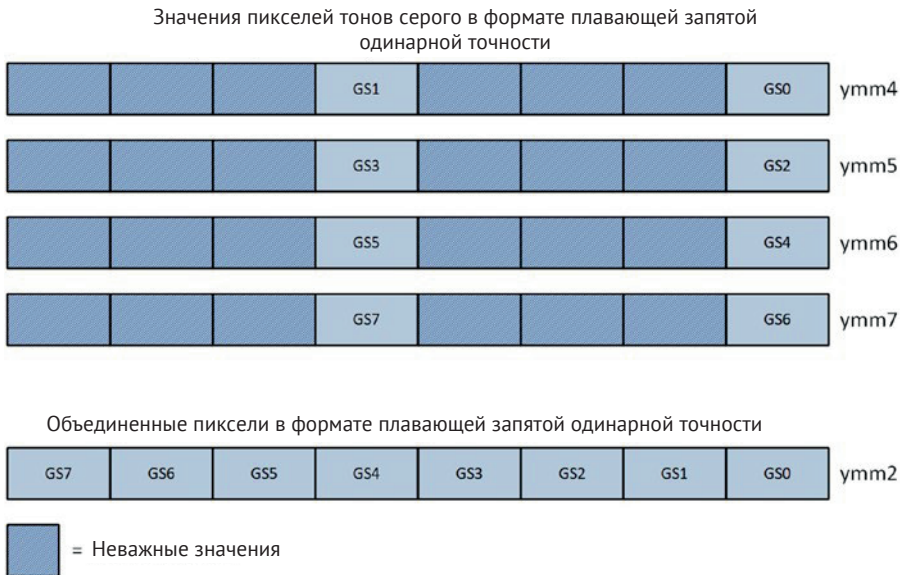 Значения пикселей тонов серого в формате плавающей запятой
одинарной точности
GS1 GS0 ymm4
GS3 GS2 ymm5
GS5 GS4 ymm6
GS7 GS6 ymm7
Объединенные пиксели в формате плавающей запятой одинарной точности
GS7 GS6 GS5 GS4 GS3 GS2 GS1 GS0 ymm2
= Неважные значения